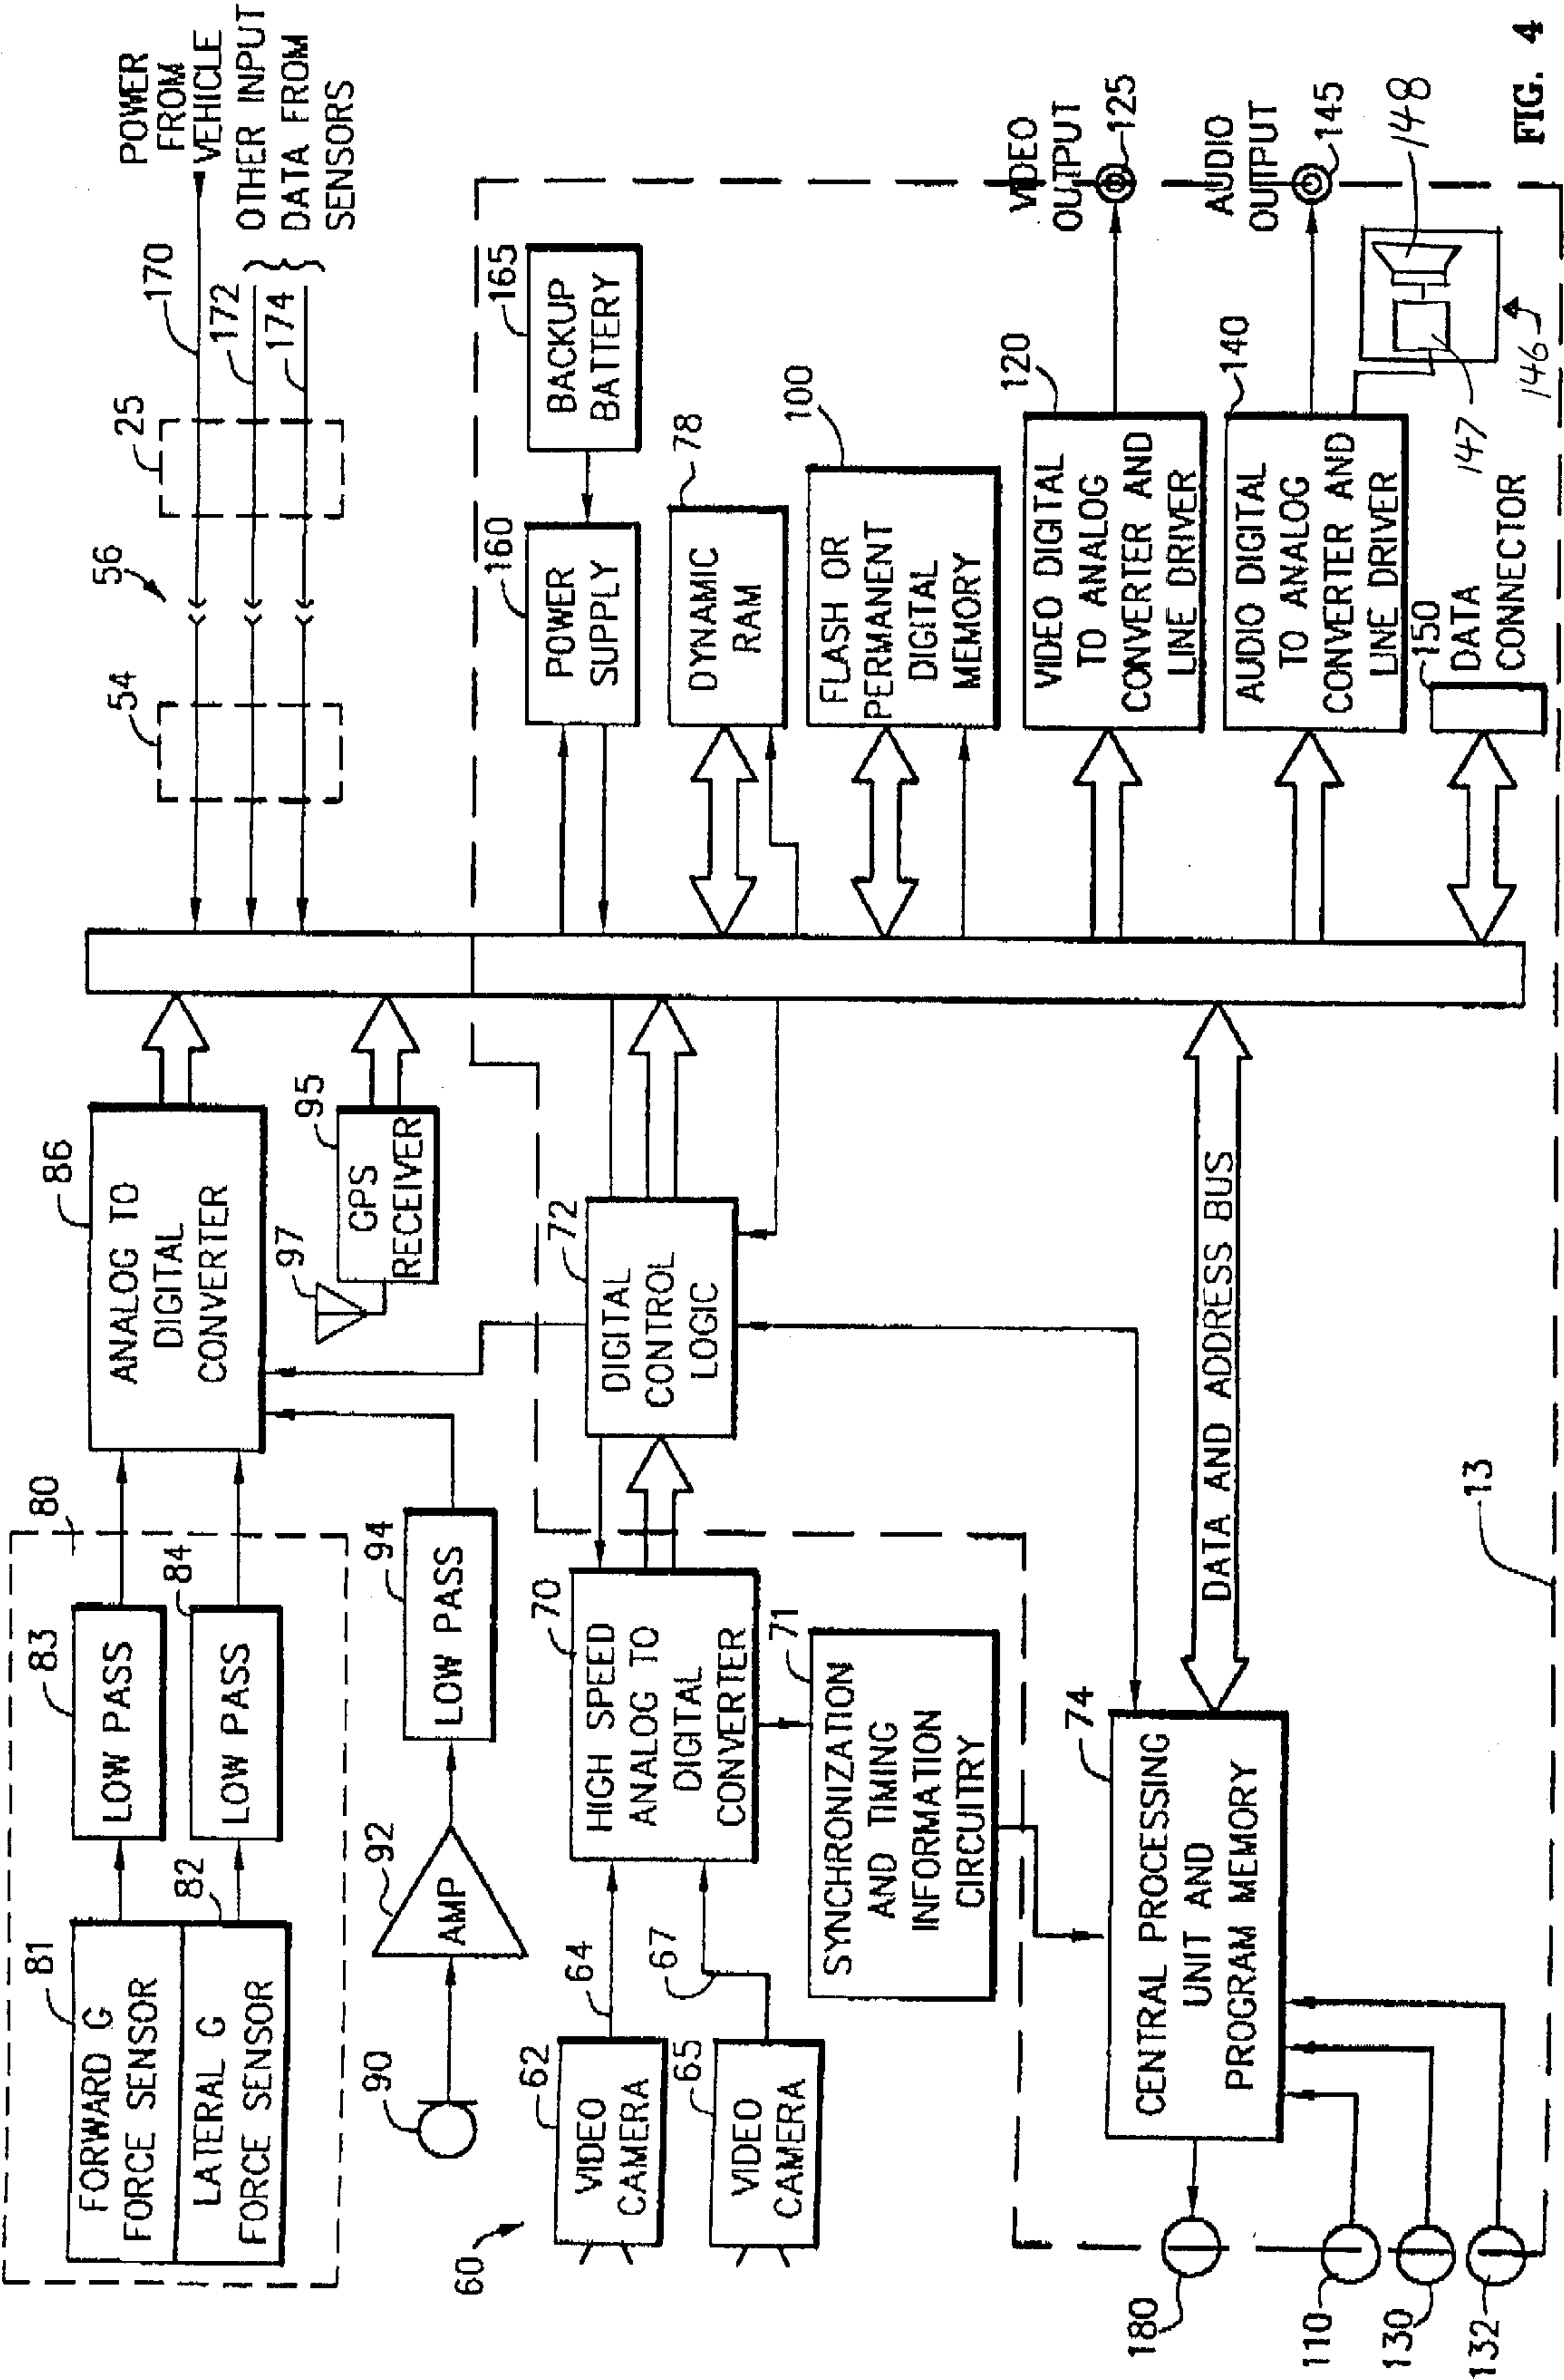 80
81
FORWARD G
FORCE SENSOR
LATERAL G
FORCE SENSOR
82
83
LOW PASS
84
LOW PASS
86
ANALOG TO
DIGITAL
CONVERTER
54
56
25
170
172
174
POWER
FROM
VEHICLE
OTHER INPUT
DATA FROM
SENSORS
90
92
AMP
94
LOW PASS
97
95
GPS
RECEIVER
60
62
VIDEO
CAMERA
64
65
VIDEO
CAMERA
67
70
HIGH SPEED
ANALOG TO
DIGITAL
CONVERTER
72
DIGITAL
CONTROL
LOGIC
71
SYNCHRONIZATION
AND TIMING
INFORMATION
CIRCUITRY
74
CENTRAL PROCESSING
UNIT AND
PROGRAM MEMORY
DATA AND ADDRESS BUS
180
110
130
132
13
160
POWER
SUPPLY
165
BACKUP
BATTERY
78
DYNAMIC
RAM
100
FLASH OR
PERMANENT
DIGITAL
MEMORY
120
VIDEO DIGITAL
TO ANALOG
CONVERTER AND
LINE DRIVER
VIDEO
OUTPUT
125
140
AUDIO DIGITAL
TO ANALOG
CONVERTER AND
LINE DRIVER
AUDIO
OUTPUT
145
146
147
148
150
DATA
CONNECTOR
FIG. 4